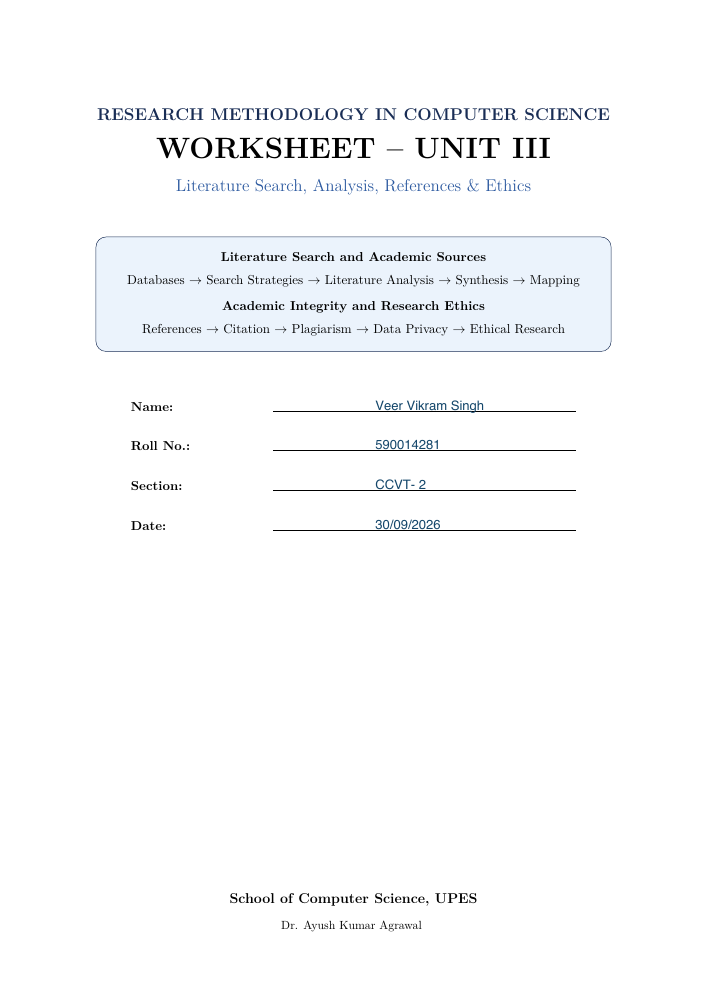 RESEARCH METHODOLOGY IN COMPUTER SCIENCE
WORKSHEET – UNIT III
Literature Search, Analysis, References & Ethics
Literature Search and Academic Sources
Databases → Search Strategies → Literature Analysis → Synthesis → Mapping
Academic Integrity and Research Ethics
References → Citation → Plagiarism → Data Privacy → Ethical Research
Name: Veer Vikram Singh
Roll No.: 590014281
Section: CCVT- 2
Date: 30/09/2026
School of Computer Science, UPES
Dr. Ayush Kumar Agrawal